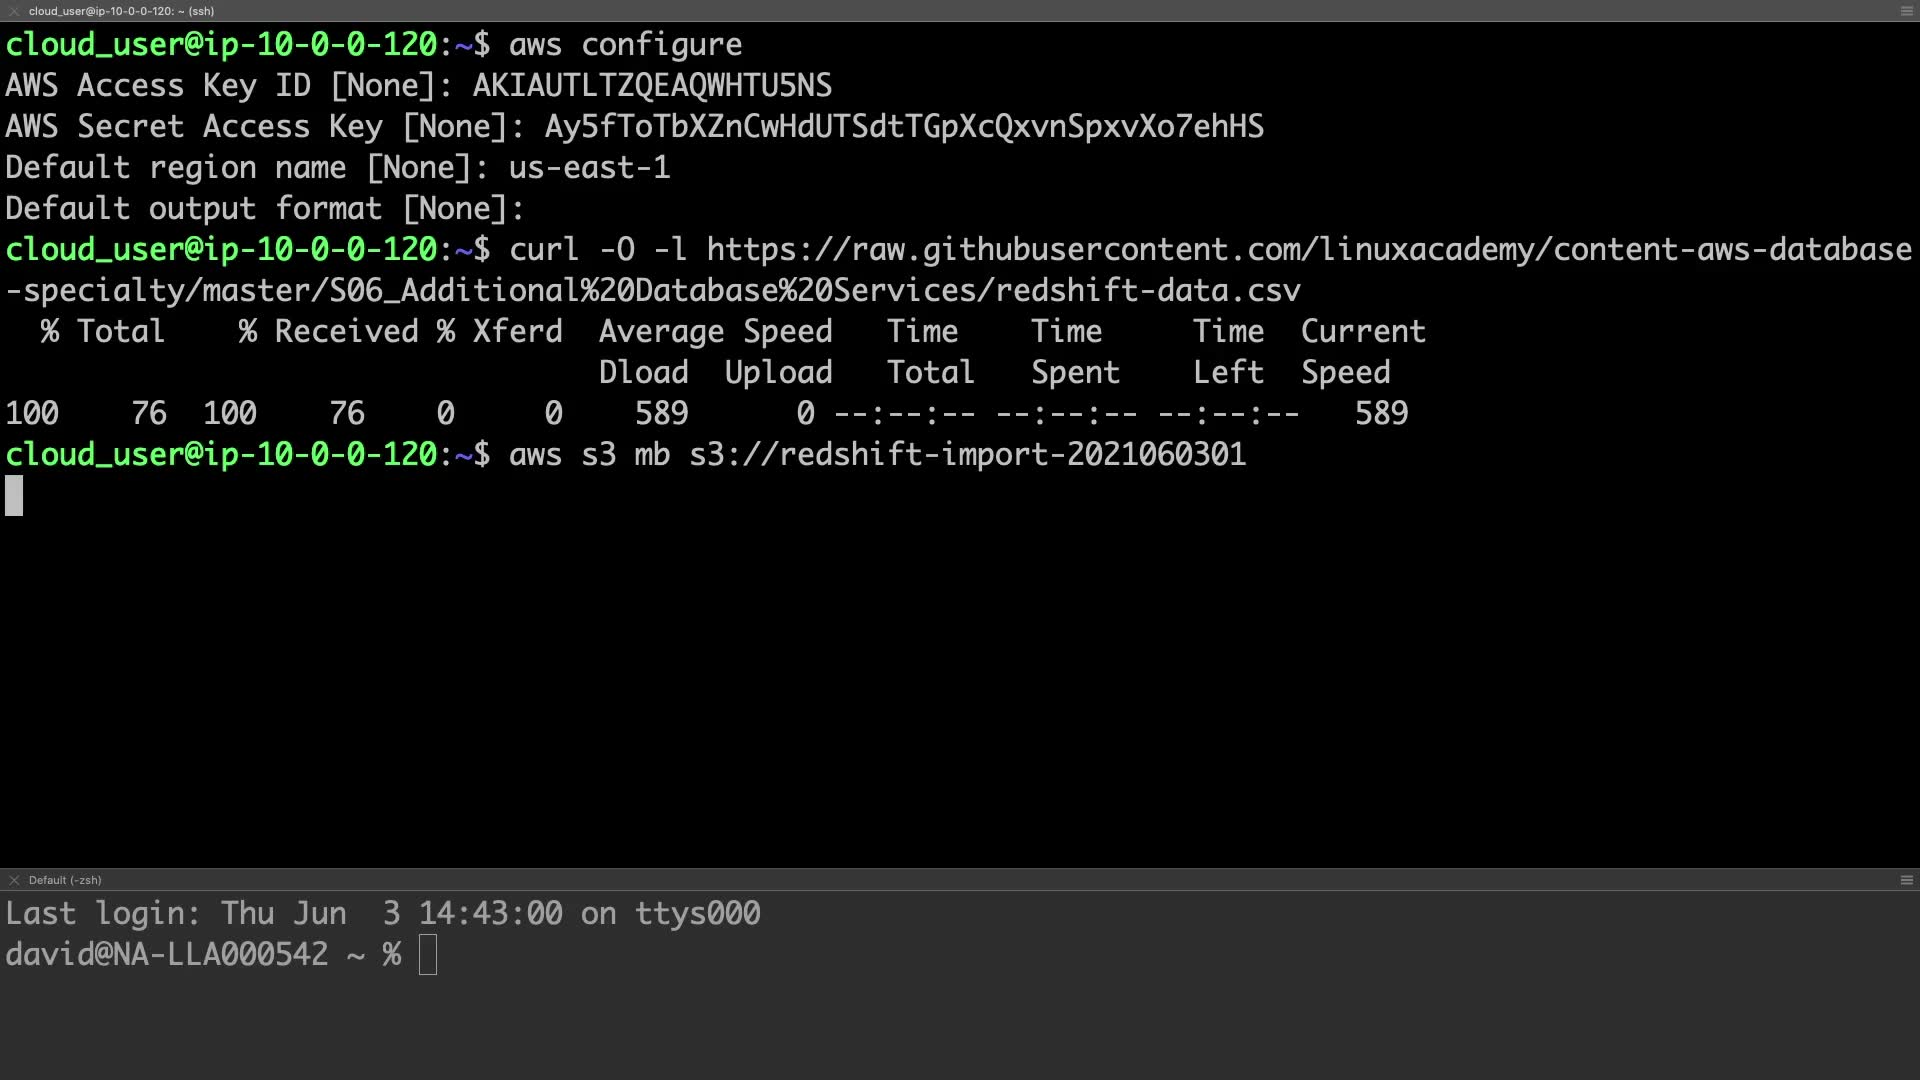 cloud_user@ip-10-0-0-120: ~ (ssh)
cloud_user@ip-10-0-0-120:~$ aws configure
AWS Access Key ID [None]: AKIAUTLTZQEAQWHTU5NS
AWS Secret Access Key [None]: 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
Default region name [None]: us-east-1
Default output format [None]:
cloud_user@ip-10-0-0-120:~$ curl -O -l https://raw.githubusercontent.com/linuxacademy/content-aws-database
-specialty/master/S06_Additional%20Database%20Services/redshift-data.csv
  % Total    % Received % Xferd  Average Speed   Time    Time     Time  Current
                                 Dload  Upload   Total   Spent    Left  Speed
100    76  100    76    0     0    589      0 --:--:-- --:--:-- --:--:--   589
cloud_user@ip-10-0-0-120:~$ aws s3 mb s3://redshift-import-2021060301
Default (-zsh)
Last login: Thu Jun  3 14:43:00 on ttys000
david@NA-LLA000542 ~ %